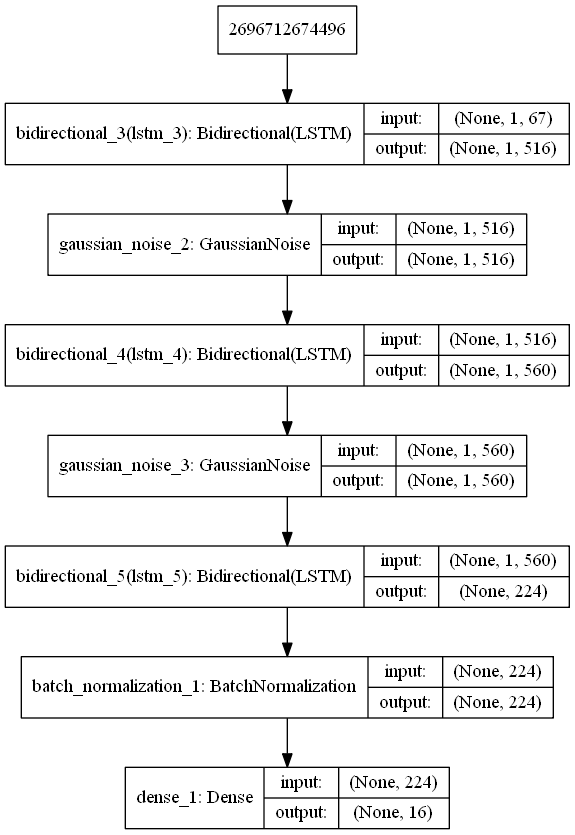 2696712674496
bidirectional_3(lstm_3): Bidirectional(LSTM)
input: (None, 1, 67)
output: (None, 1, 516)
gaussian_noise_2: GaussianNoise
input: (None, 1, 516)
output: (None, 1, 516)
bidirectional_4(lstm_4): Bidirectional(LSTM)
input: (None, 1, 516)
output: (None, 1, 560)
gaussian_noise_3: GaussianNoise
input: (None, 1, 560)
output: (None, 1, 560)
bidirectional_5(lstm_5): Bidirectional(LSTM)
input: (None, 1, 560)
output: (None, 224)
batch_normalization_1: BatchNormalization
input: (None, 224)
output: (None, 224)
dense_1: Dense
input: (None, 224)
output: (None, 16)